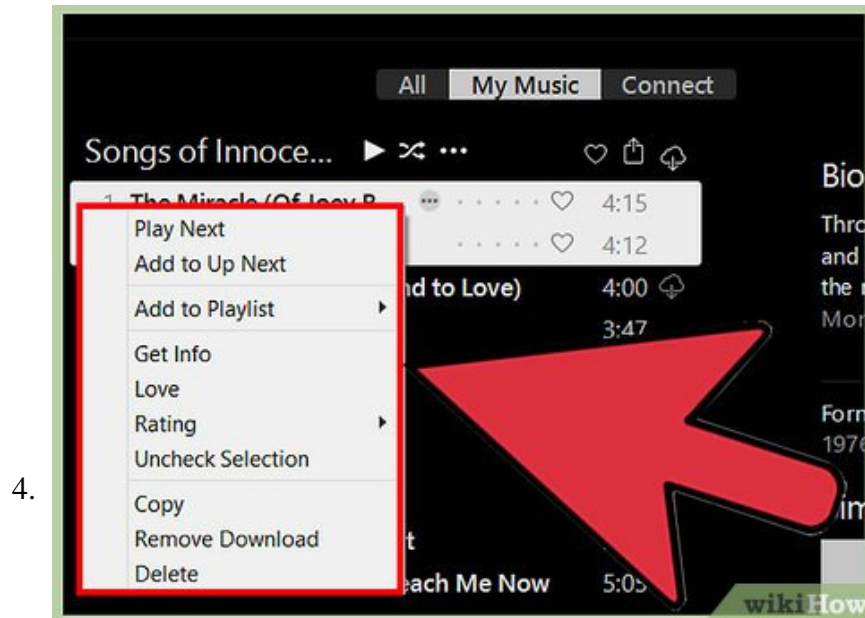 All My Music Connect
Songs of Innoce...
1 The Miracle (Of Joey R 4:15
4:12
nd to Love) 4:00
3:47
Play Next
Add to Up Next
Add to Playlist
Get Info
Love
Rating
Uncheck Selection
Copy
Remove Download
Delete
t
each Me Now 5:05
Bio
Thro
and
the r
Mor
Form
1976
im
4.
wikiHow